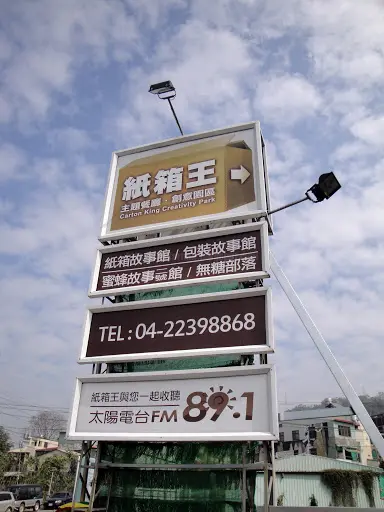 紙箱王
主題餐廳．創意園區
Carton King Creativity Park
紙箱故事館 / 包裝故事館
蜜蜂故事館 / 無糖部落
TEL : 04-22398868
紙箱王與您一起收聽
太陽電台FM 89.1